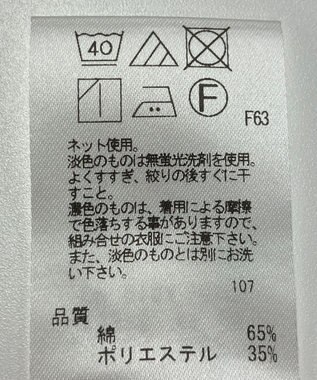 40
F
F63
ネット使用。
淡色のものは無蛍光洗剤を使用。
よくすすぎ、絞りの後すぐに干
すこと。
濃色のものは、着用による摩擦
で色落ちする事がありますので、
組み合せの衣服にご注意下さい。
また、淡色のものとは別にお洗
い下さい。
107
品質
綿 65%
ポリエステル 35%